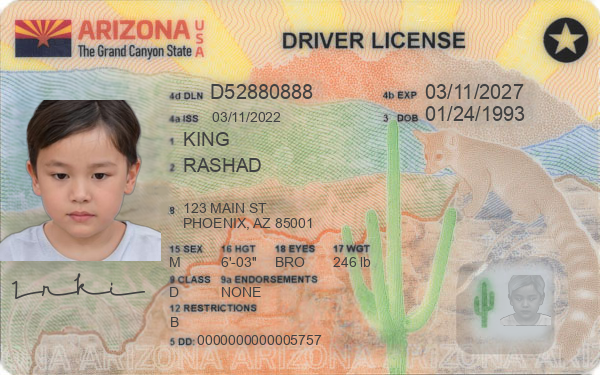 ARIZONA USA
The Grand Canyon State
DRIVER LICENSE
4d DLN D52880888 4b EXP 03/11/2027
4a ISS 03/11/2022 3 DOB 01/24/1993
1 KING
2 RASHAD
8 123 MAIN ST
PHOENIX, AZ 85001
15 SEX 16 HGT 18 EYES 17 WGT
M 6'-03" BRO 246 lb
9 CLASS 9a ENDORSEMENTS
D NONE
12 RESTRICTIONS
B
5 DD: 0000000000005757
ARIZONA ARIZONA ARIZONA ARIZONA